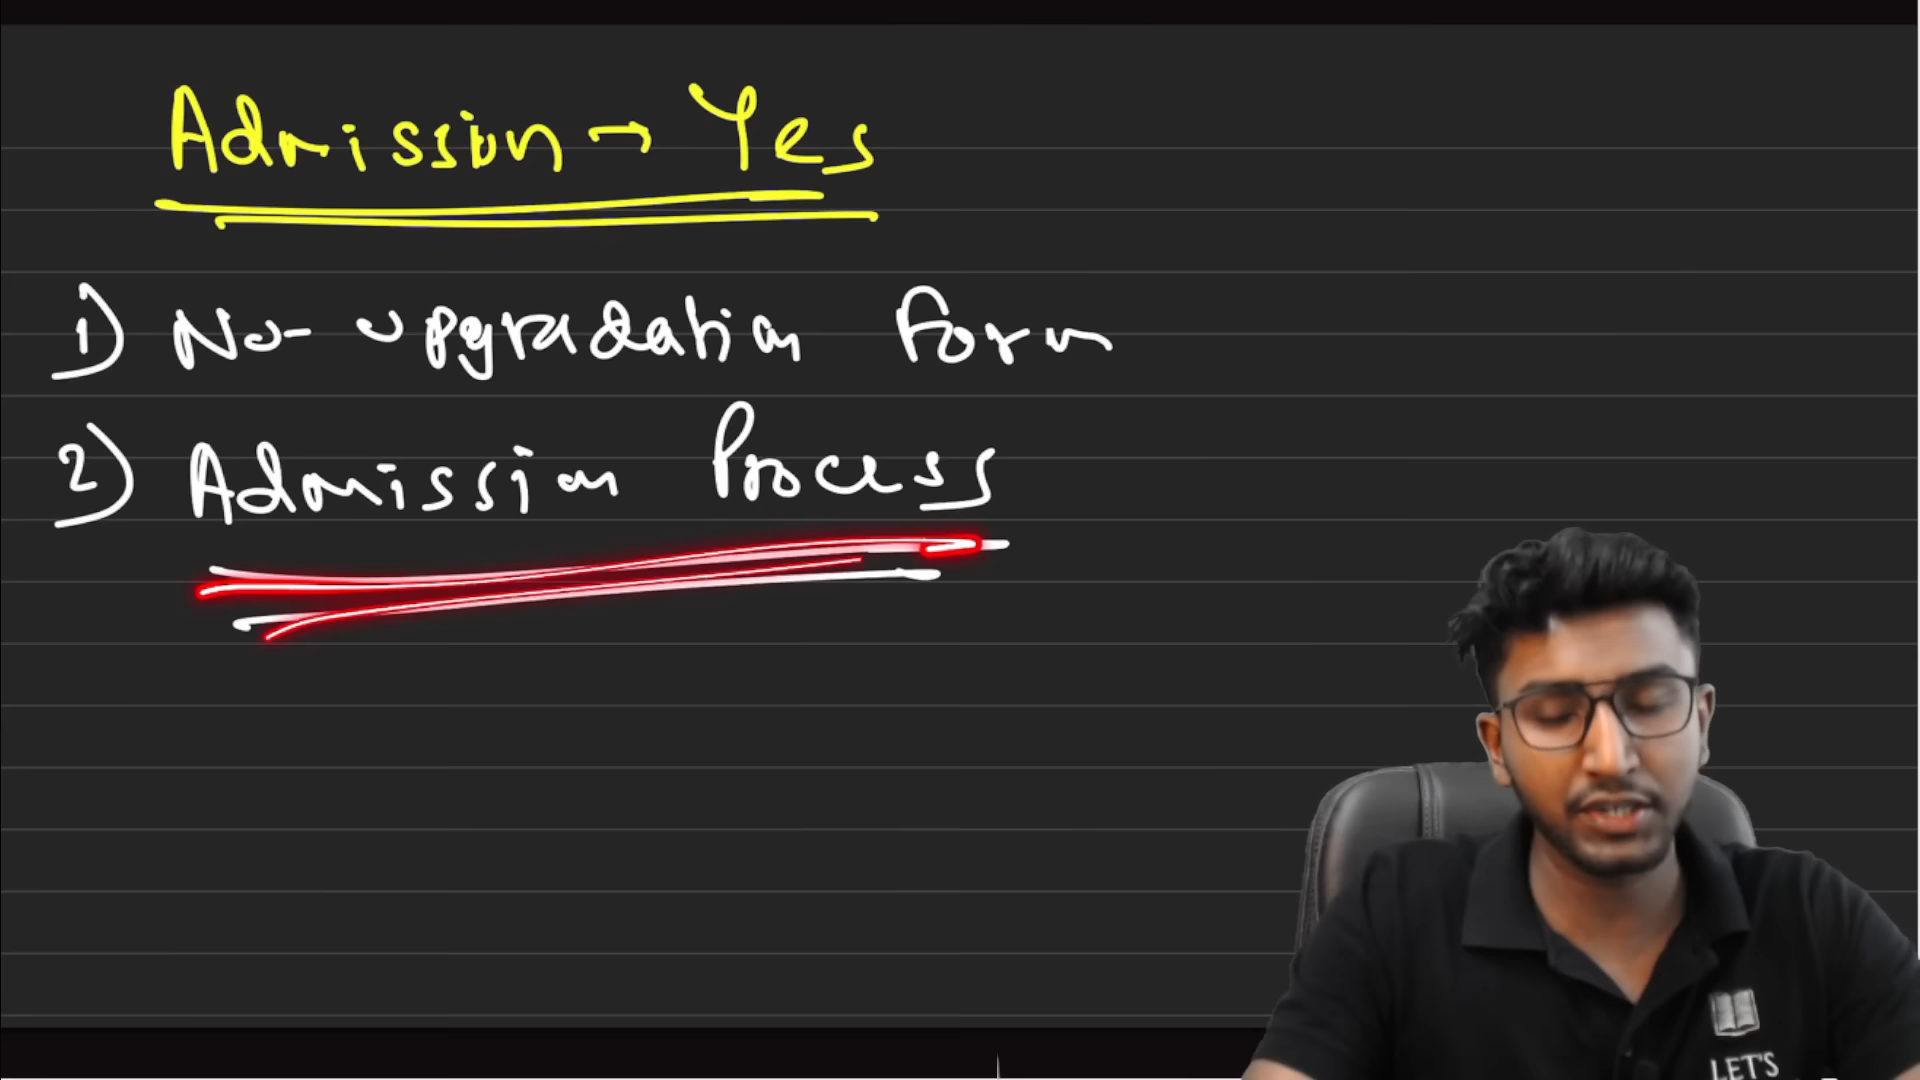 Admission → Yes
1) No-upgradation Form
2) Admission Process
LET'S